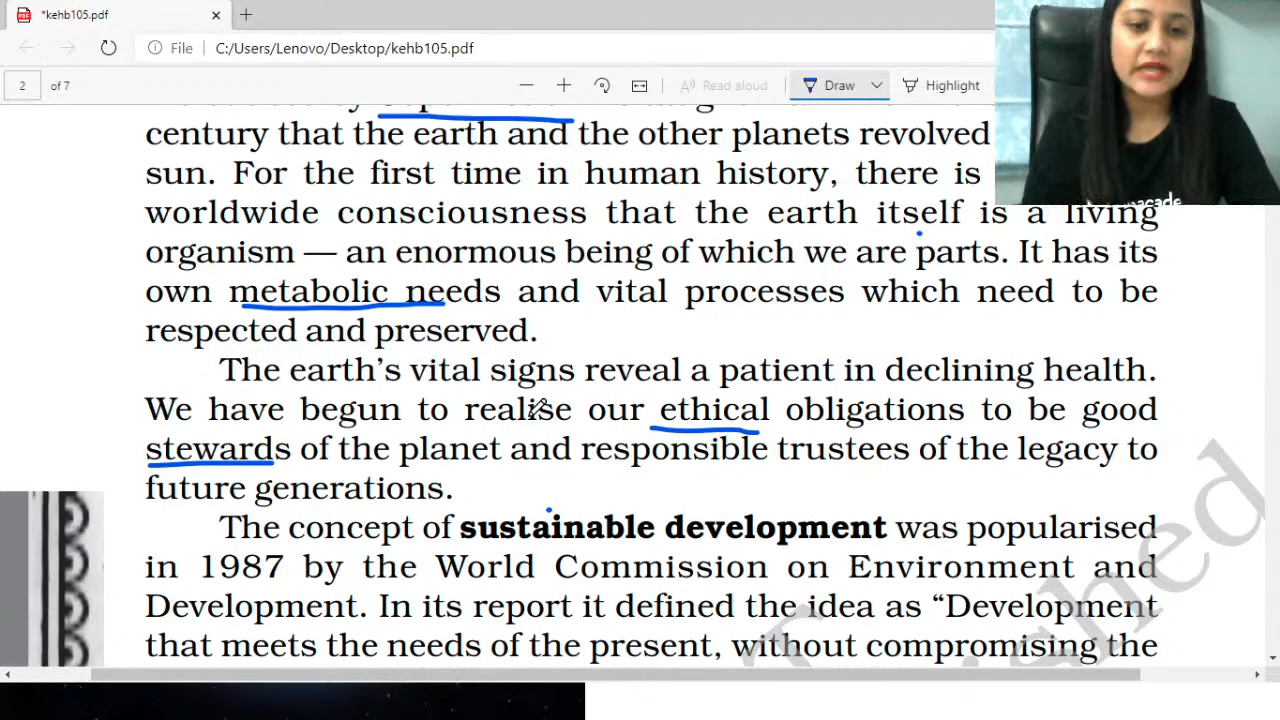 *kehb105.pdf
File C:/Users/Lenovo/Desktop/kehb105.pdf
2 of 7 Read aloud Draw Highlight
century that the earth and the other planets revolved
sun. For the first time in human history, there is
worldwide consciousness that the earth itself is a living
organism — an enormous being of which we are parts. It has its
own metabolic needs and vital processes which need to be
respected and preserved.
The earth's vital signs reveal a patient in declining health.
We have begun to realise our ethical obligations to be good
stewards of the planet and responsible trustees of the legacy to
future generations.
The concept of sustainable development was popularised
in 1987 by the World Commission on Environment and
Development. In its report it defined the idea as “Development
that meets the needs of the present, without compromising the